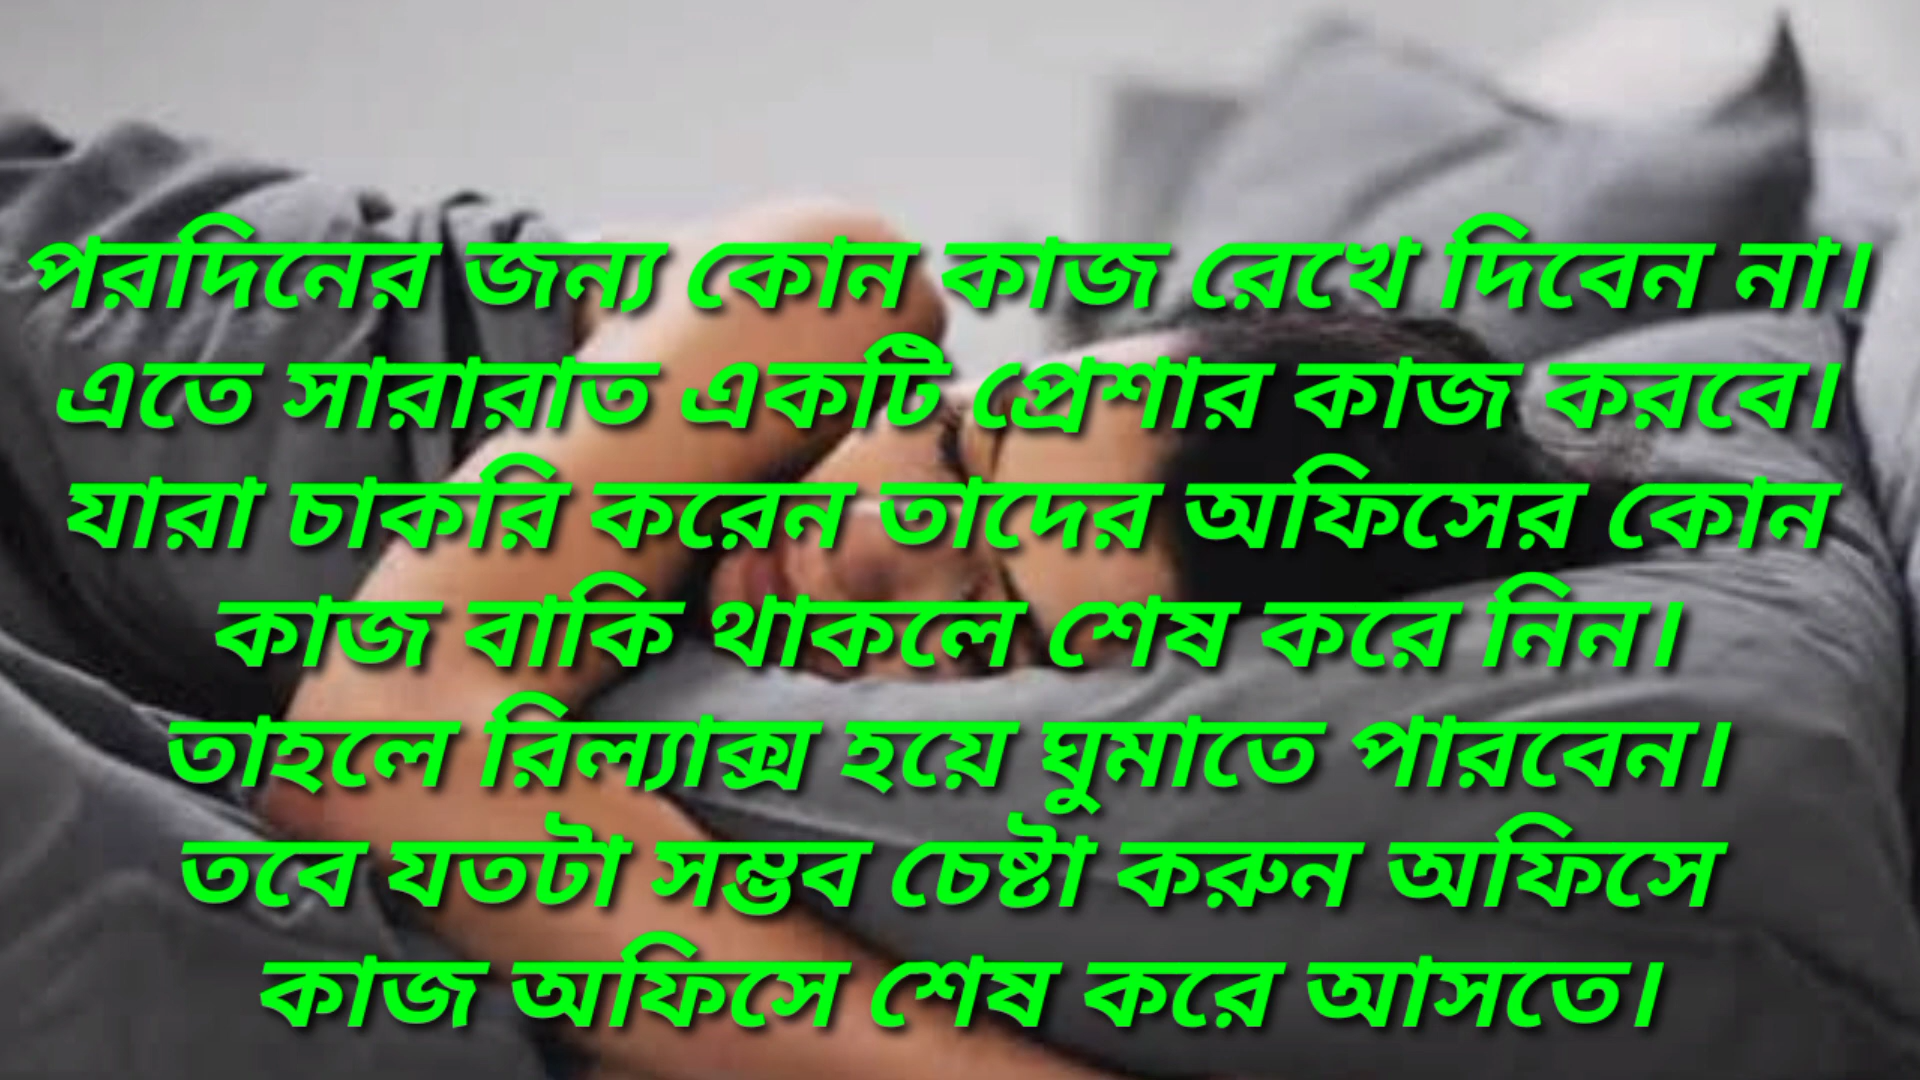 পরদিনের জন্য কোন কাজ রেখে দিবেন না।
এতে সারারাত একটি প্রেশার কাজ করবে।
যারা চাকরি করেন তাদের অফিসের কোন
কাজ বাকি থাকলে শেষ করে নিন।
তাহলে রিল্যাক্স হয়ে ঘুমাতে পারবেন।
তবে যতটা সম্ভব চেষ্টা করুন অফিসে
কাজ অফিসে শেষ করে আসতে।